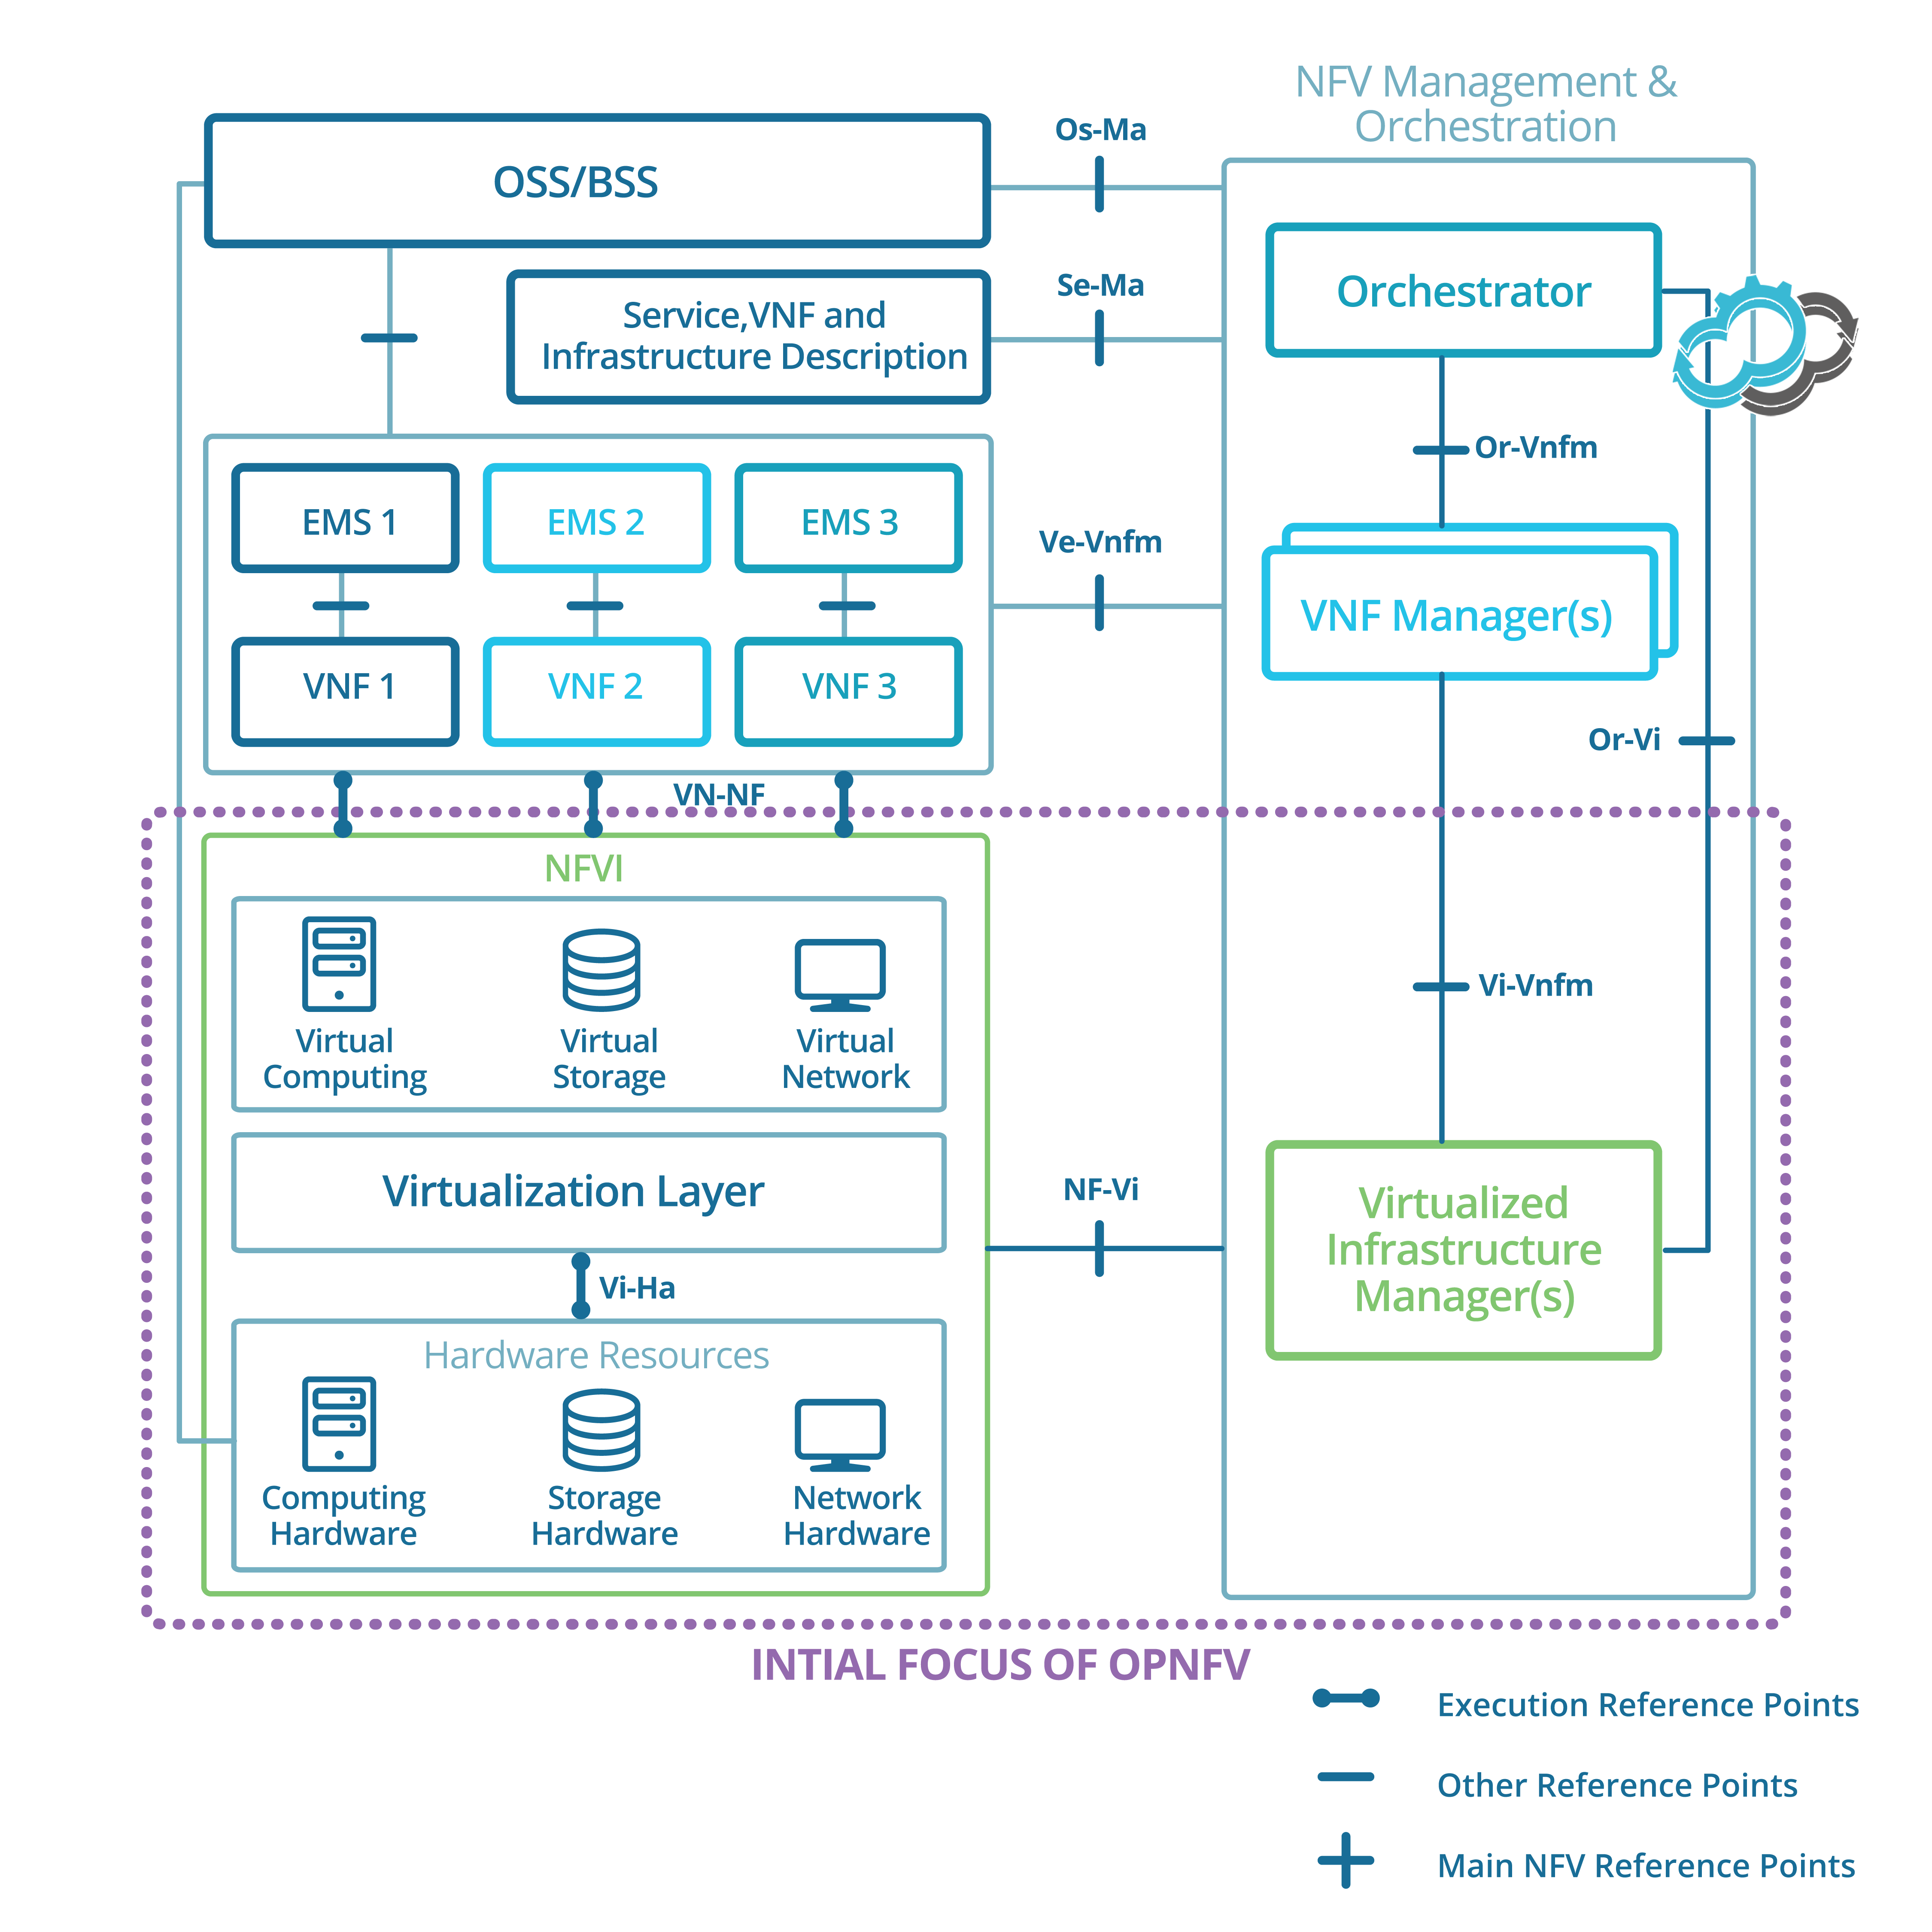 NFV Management &
Orchestration
OSS/BSS
Os-Ma
Service,VNF and
Infrastructure Description
Se-Ma
Orchestrator
Or-Vnfm
EMS 1
EMS 2
EMS 3
Ve-Vnfm
VNF Manager(s)
VNF 1
VNF 2
VNF 3
Or-Vi
VN-NF
NFVI
Virtual
Computing
Virtual
Storage
Virtual
Network
Vi-Vnfm
Virtualization Layer
NF-Vi
Virtualized
Infrastructure
Manager(s)
Vi-Ha
Hardware Resources
Computing
Hardware
Storage
Hardware
Network
Hardware
INTIAL FOCUS OF OPNFV
Execution Reference Points
Other Reference Points
Main NFV Reference Points